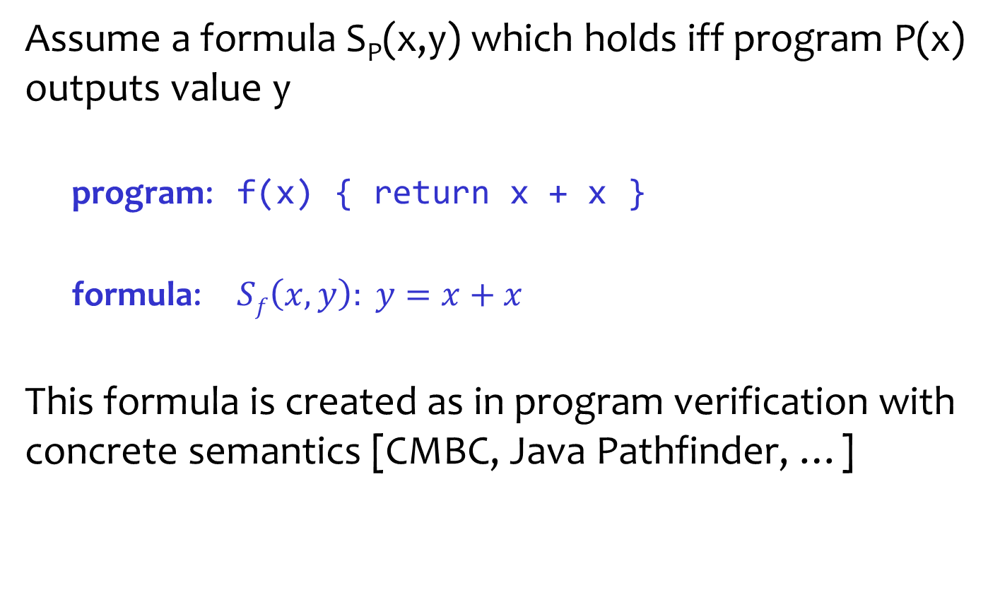 Assume a formula S_P(x,y) which holds iff program P(x)
outputs value y
program: f(x) { return x + x }
formula: S_f(x, y): y = x + x
This formula is created as in program verification with
concrete semantics [CMBC, Java Pathfinder, …]